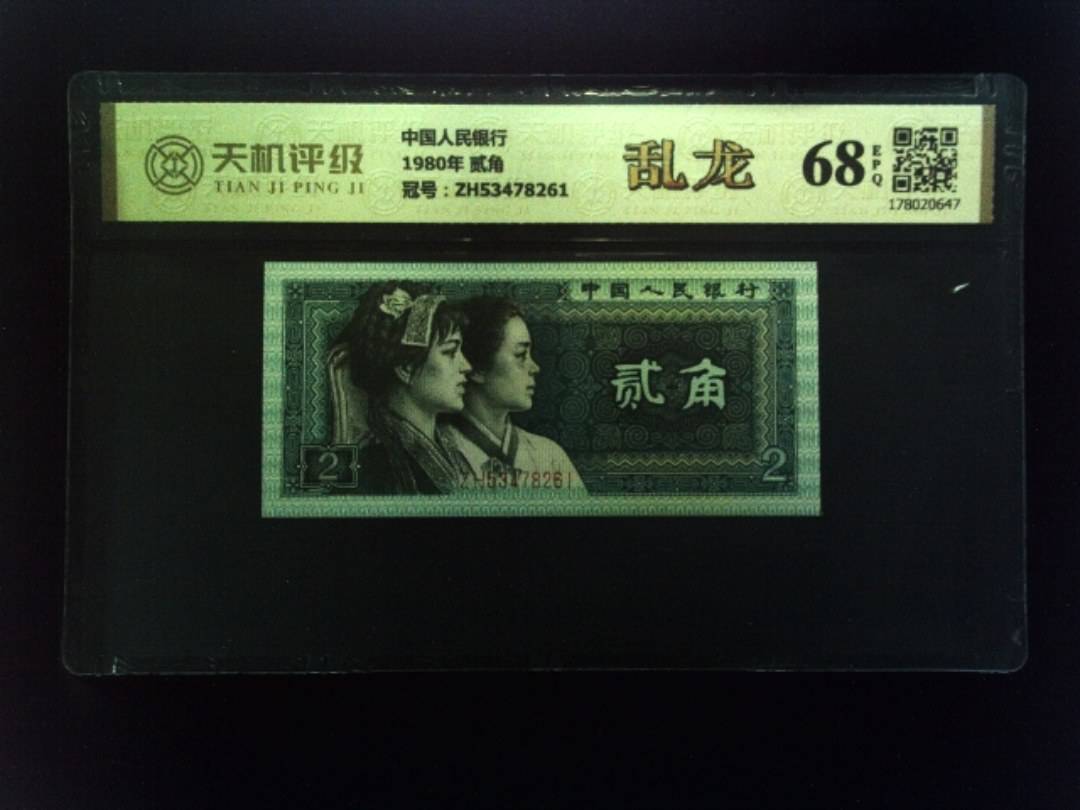 天机评级
TIAN JI PING JI
中国人民银行
1980年 贰角
冠号：ZH53478261
乱龙
68
EPQ
178020647
中国人民银行
贰角
2
2
ZH53478261